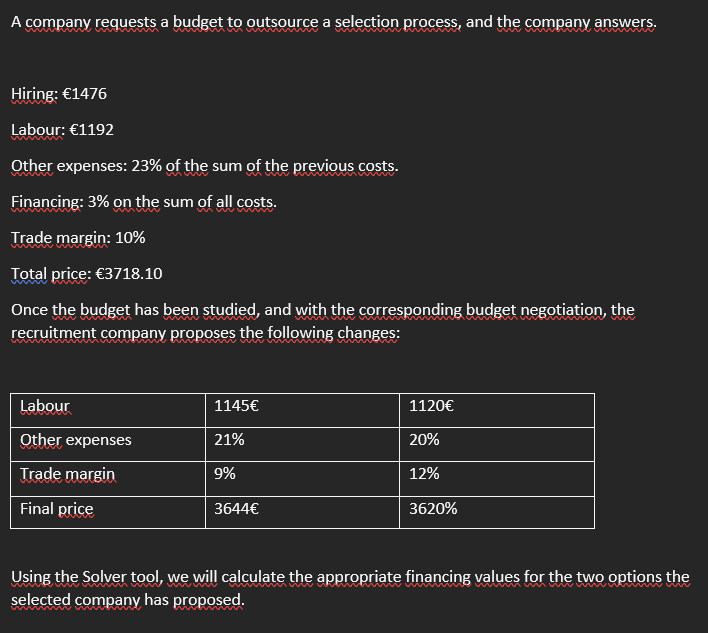 A company requests a budget to outsource a selection process, and the company answers.
Hiring: €1476
Labour: €1192
Other expenses: 23% of the sum of the previous costs.
Financing: 3% on the sum of all costs.
Trade margin: 10%
Total price: €3718.10
Once the budget has been studied, and with the corresponding budget negotiation, the
recruitment company proposes the following changes:
Labour 1145€ 1120€
Other expenses 21% 20%
Trade margin 9% 12%
Final price 3644€ 3620%
Using the Solver tool, we will calculate the appropriate financing values for the two options the
selected company has proposed.